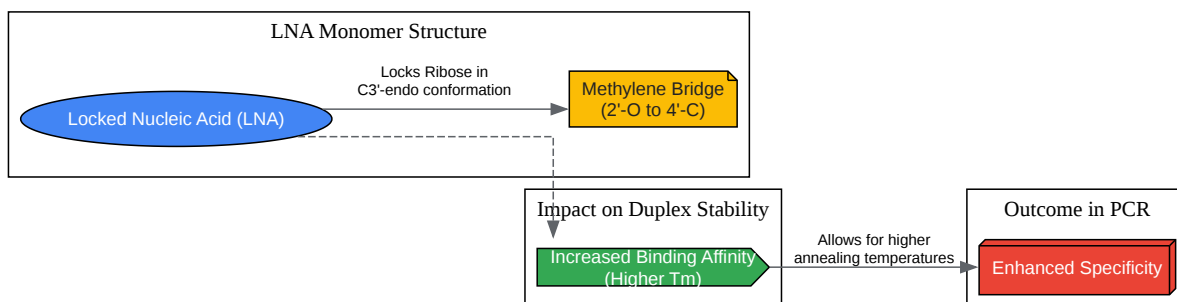 LNA Monomer Structure
Locks Ribose in
C3'-endo conformation
Locked Nucleic Acid (LNA)
Methylene Bridge
(2'-O to 4'-C)
Impact on Duplex Stability
Increased Binding Affinity
(Higher Tm)
Allows for higher
annealing temperatures
Outcome in PCR
Enhanced Specificity